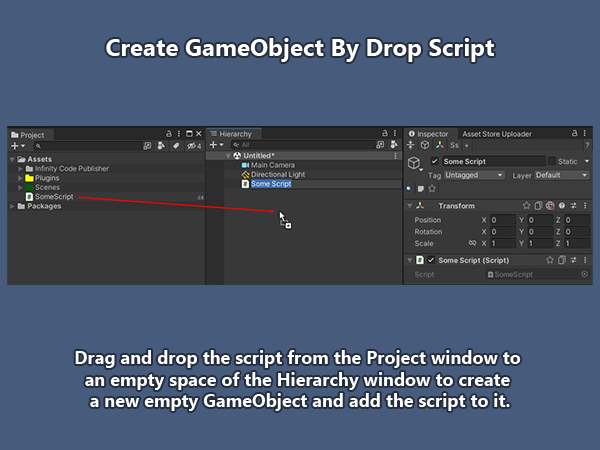 Create GameObject By Drop Script
Project
4
Assets
Infinity Code Publisher
Plugins
Scenes
SomeScript
Packages
Hierarchy
All
Untitled*
Main Camera
Directional Light
Some Script
Inspector
Asset Store Uploader
Ss
Some Script
Static
Tag Untagged Layer Default
Transform
Position X 0 Y 0 Z 0
Rotation X 0 Y 0 Z 0
Scale X 1 Y 1 Z 1
Some Script (Script)
Script SomeScript
Drag and drop the script from the Project window to
an empty space of the Hierarchy window to create
a new empty GameObject and add the script to it.